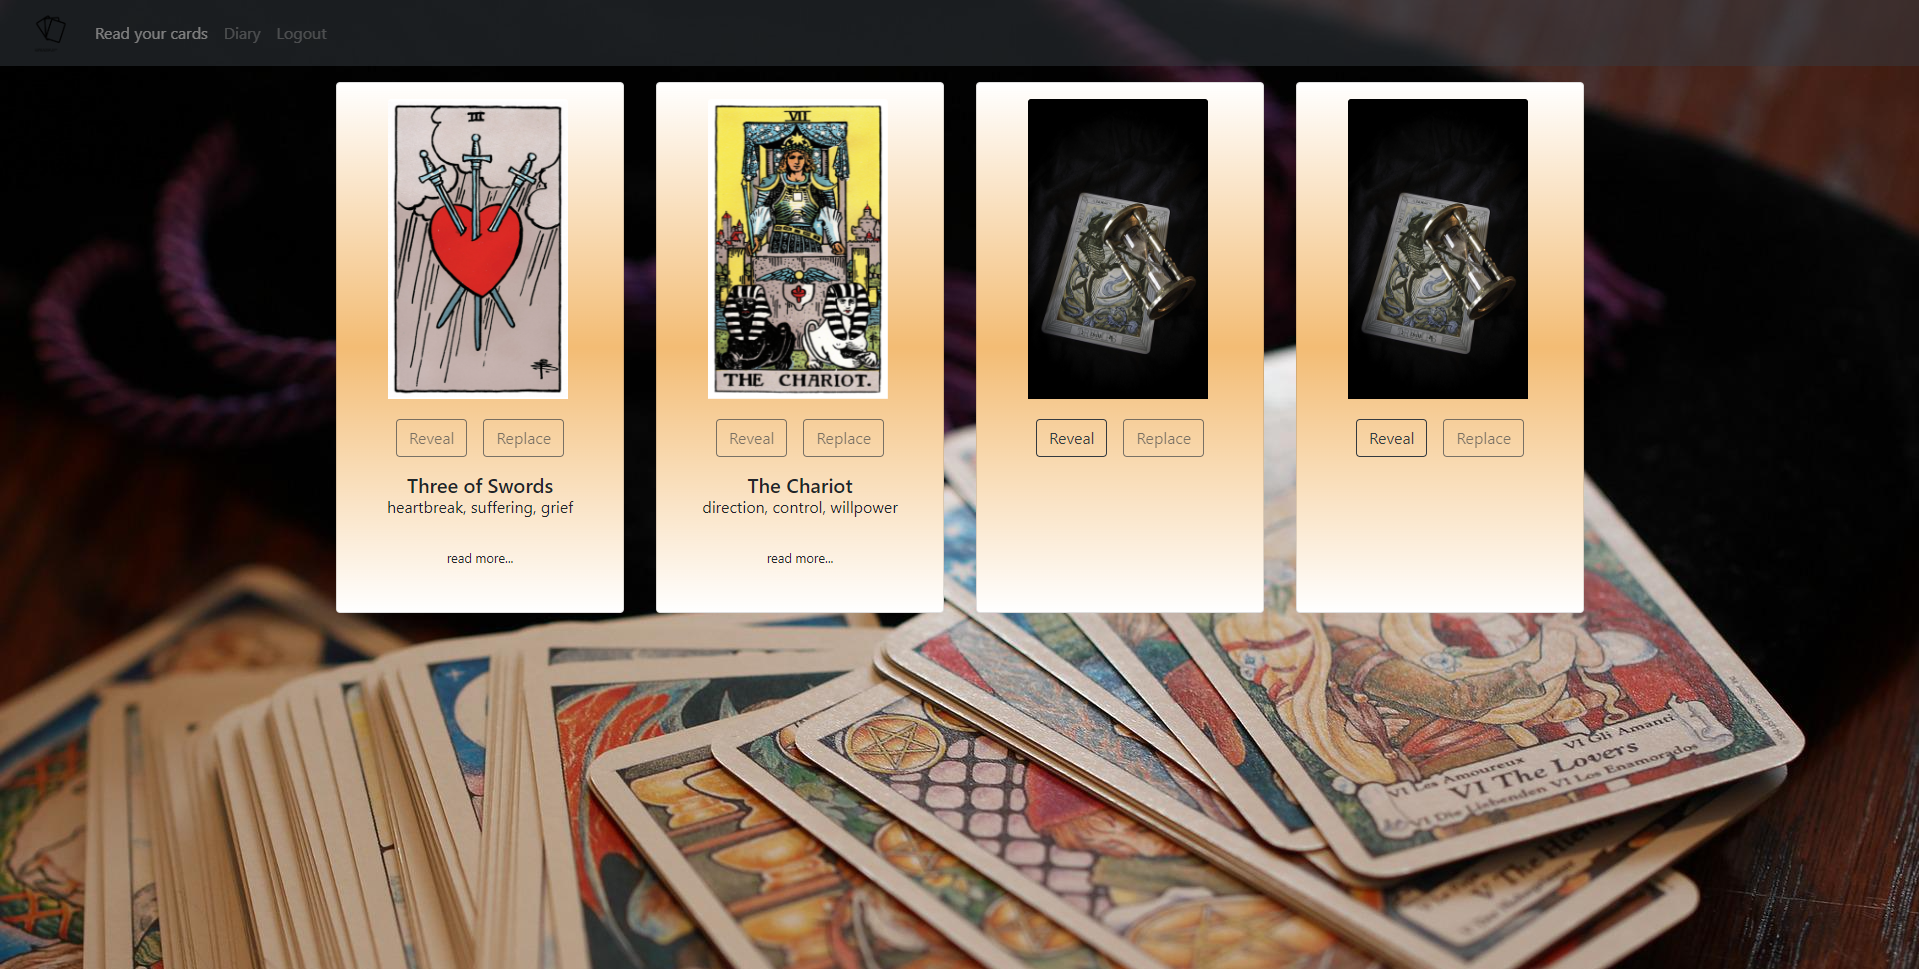 Read your cards Diary Logout
III
Reveal Replace
Three of Swords
heartbreak, suffering, grief
read more...
VII
THE CHARIOT.
Reveal Replace
The Chariot
direction, control, willpower
read more...
Reveal Replace
Reveal Replace
VI Gli Amanti
VI Les Amoureux
VI The Lovers
VI Die Liebenden VI Los Enamorados
V The Hiero